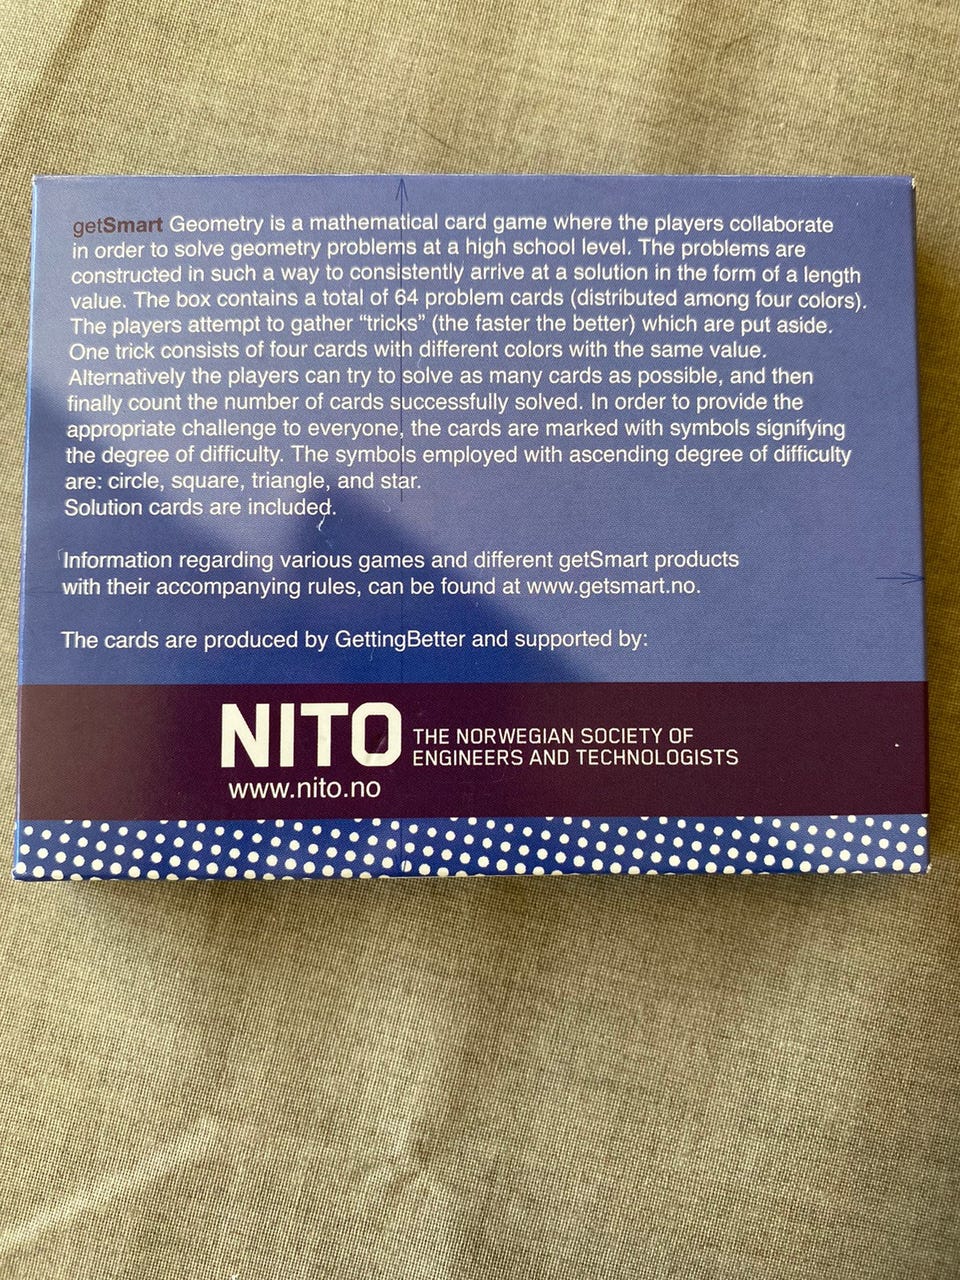 getSmart Geometry is a mathematical card game where the players collaborate
in order to solve geometry problems at a high school level. The problems are
constructed in such a way to consistently arrive at a solution in the form of a length
value. The box contains a total of 64 problem cards (distributed among four colors).
The players attempt to gather “tricks” (the faster the better) which are put aside.
One trick consists of four cards with different colors with the same value.
Alternatively the players can try to solve as many cards as possible, and then
finally count the number of cards successfully solved. In order to provide the
appropriate challenge to everyone, the cards are marked with symbols signifying
the degree of difficulty. The symbols employed with ascending degree of difficulty
are: circle, square, triangle, and star.
Solution cards are included.
Information regarding various games and different getSmart products
with their accompanying rules, can be found at www.getsmart.no.
The cards are produced by GettingBetter and supported by:
NITO THE NORWEGIAN SOCIETY OF
ENGINEERS AND TECHNOLOGISTS
www.nito.no